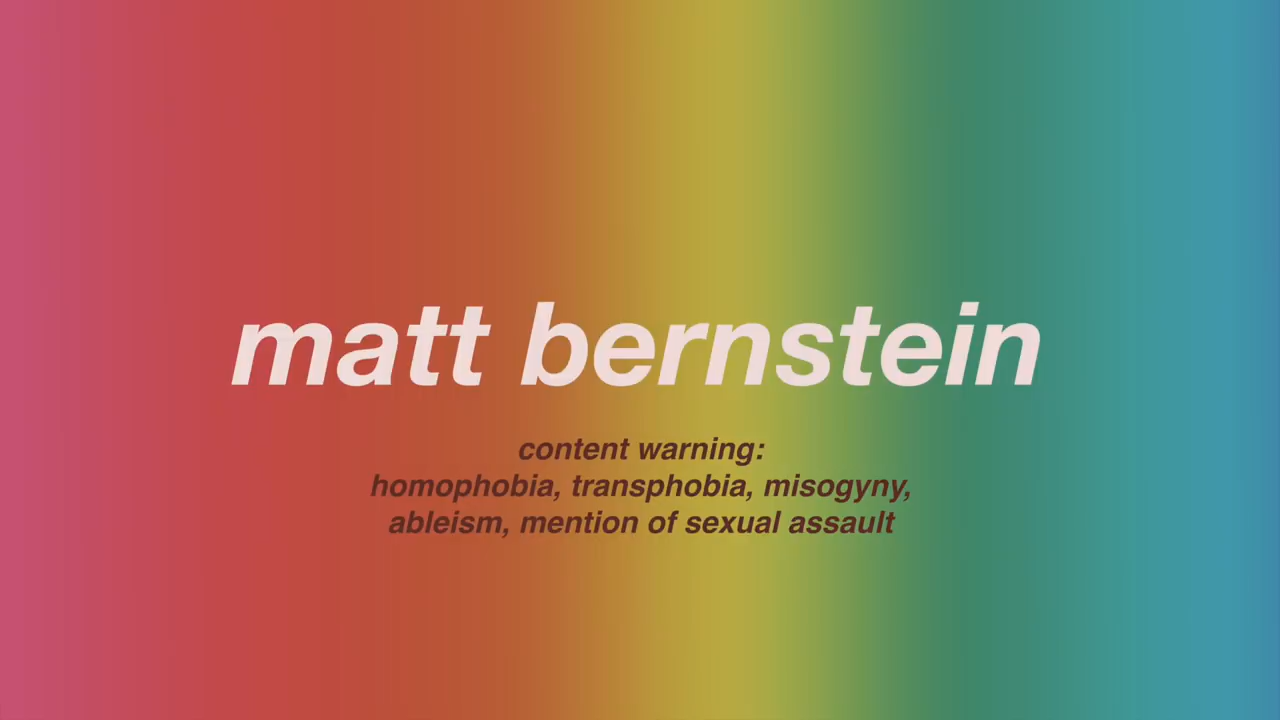 matt bernstein
content warning:
homophobia, transphobia, misogyny,
ableism, mention of sexual assault